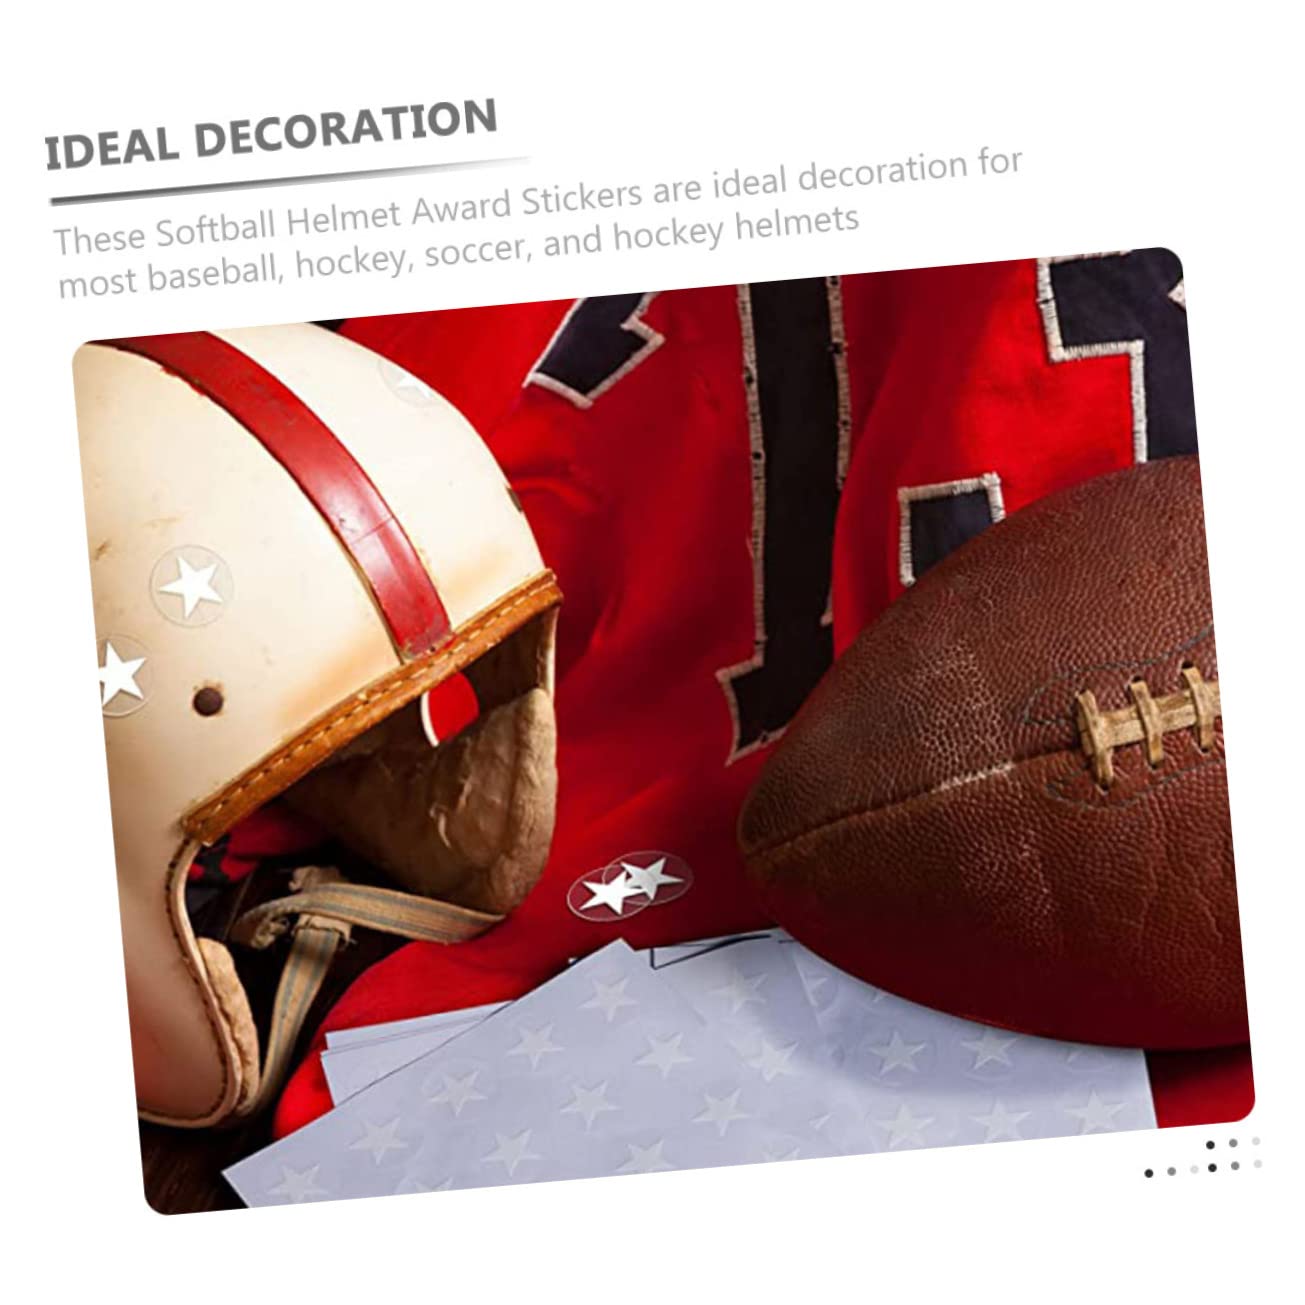 IDEAL DECORATION
These Softball Helmet Award Stickers are ideal decoration for
most baseball, hockey, soccer, and hockey helmets